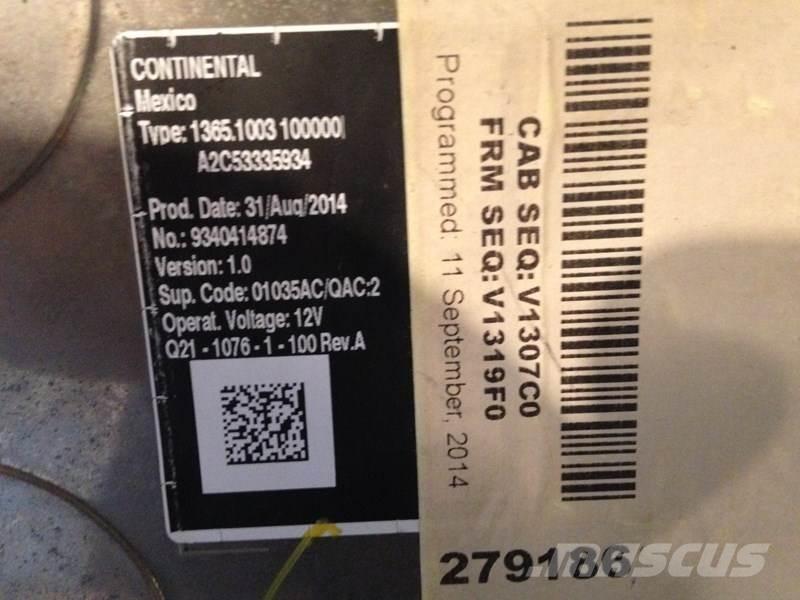 CONTINENTAL
Mexico
Type: 1365.1003 100000
A2C53335934
Prod. Date: 31/Aug/2014
No.: 9340414874
Version: 1.0
Sup. Code: 01035AC/QAC:2
Operat. Voltage: 12V
Q21 - 1076 - 1 - 100 Rev.A
CAB SEQ: V1307C0
FRM SEQ: V1319F0
Programmed: 11 September, 2014
279186
MASCUS